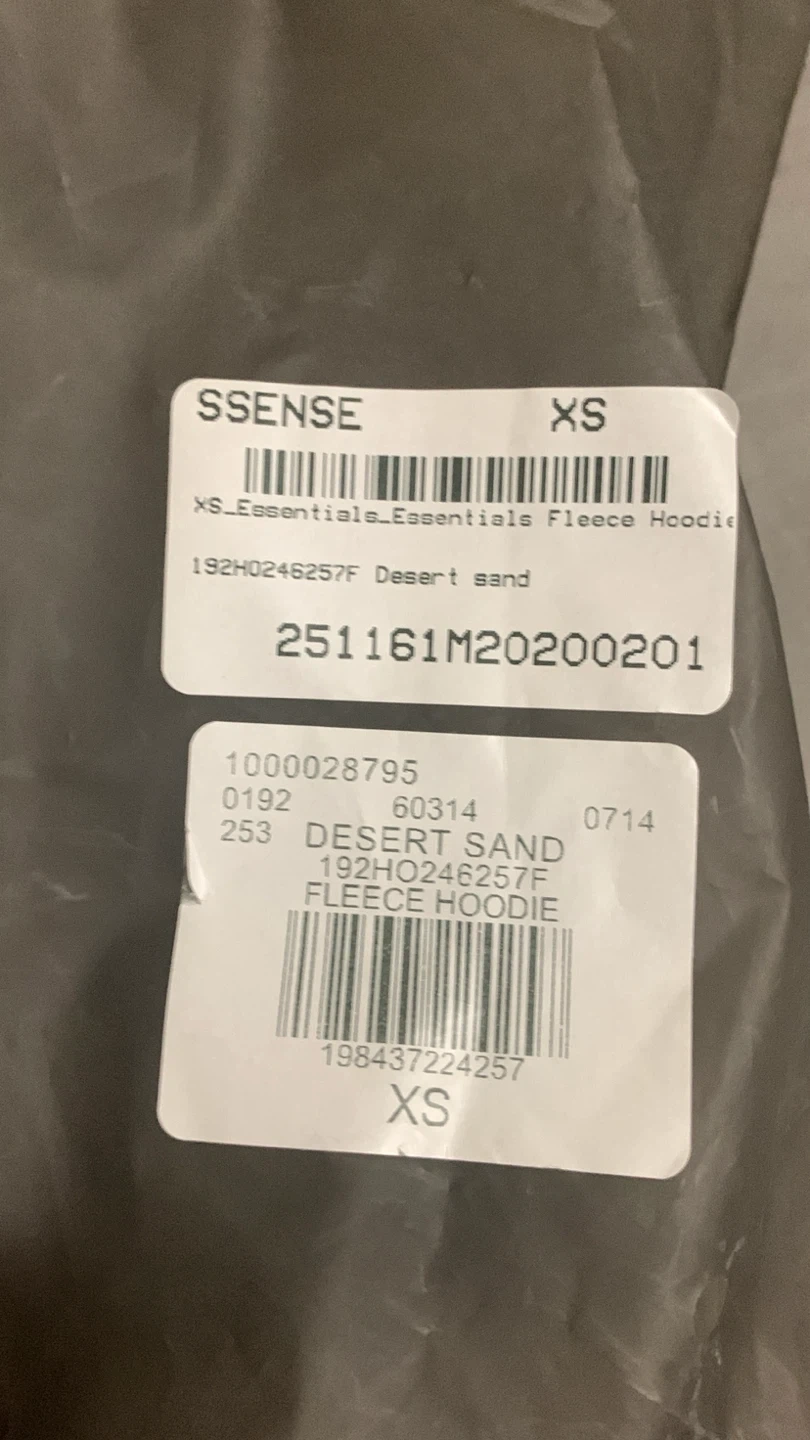 SSENSE XS
XS_Essentials_Essentials Fleece Hoodie
192HO246257F Desert sand
251161M20200201
1000028795
0192 60314 0714
253 DESERT SAND
192HO246257F
FLEECE HOODIE
198437224257
XS